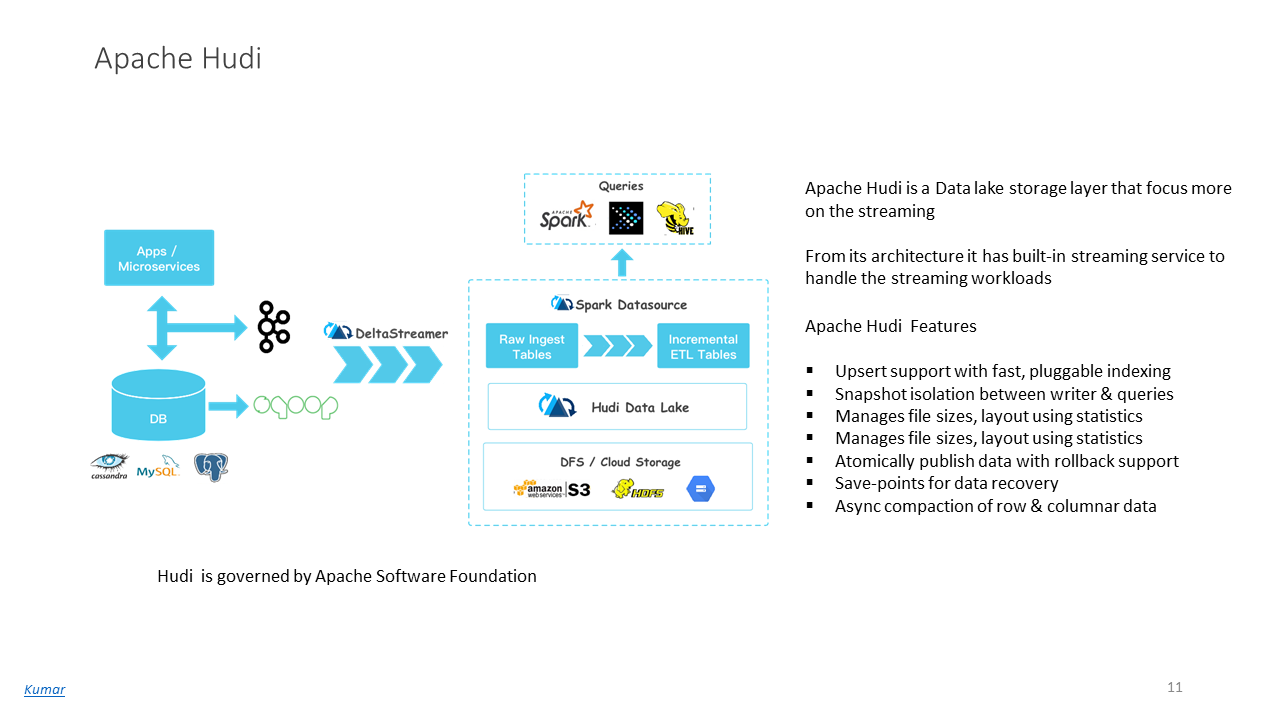 Apache Hudi
Queries
APACHE
Spark
HIVE
Apps /
Microservices
DeltaStreamer
DB
sqoop
cassandra
MySQL
Spark Datasource
Raw Ingest
Tables
Incremental
ETL Tables
Hudi Data Lake
DFS / Cloud Storage
amazon
web services
S3
HDFS
Apache Hudi is a Data lake storage layer that focus more
on the streaming
From its architecture it has built-in streaming service to
handle the streaming workloads
Apache Hudi  Features
▪ Upsert support with fast, pluggable indexing
▪ Snapshot isolation between writer & queries
▪ Manages file sizes, layout using statistics
▪ Manages file sizes, layout using statistics
▪ Atomically publish data with rollback support
▪ Save-points for data recovery
▪ Async compaction of row & columnar data
Hudi  is governed by Apache Software Foundation
Kumar
11